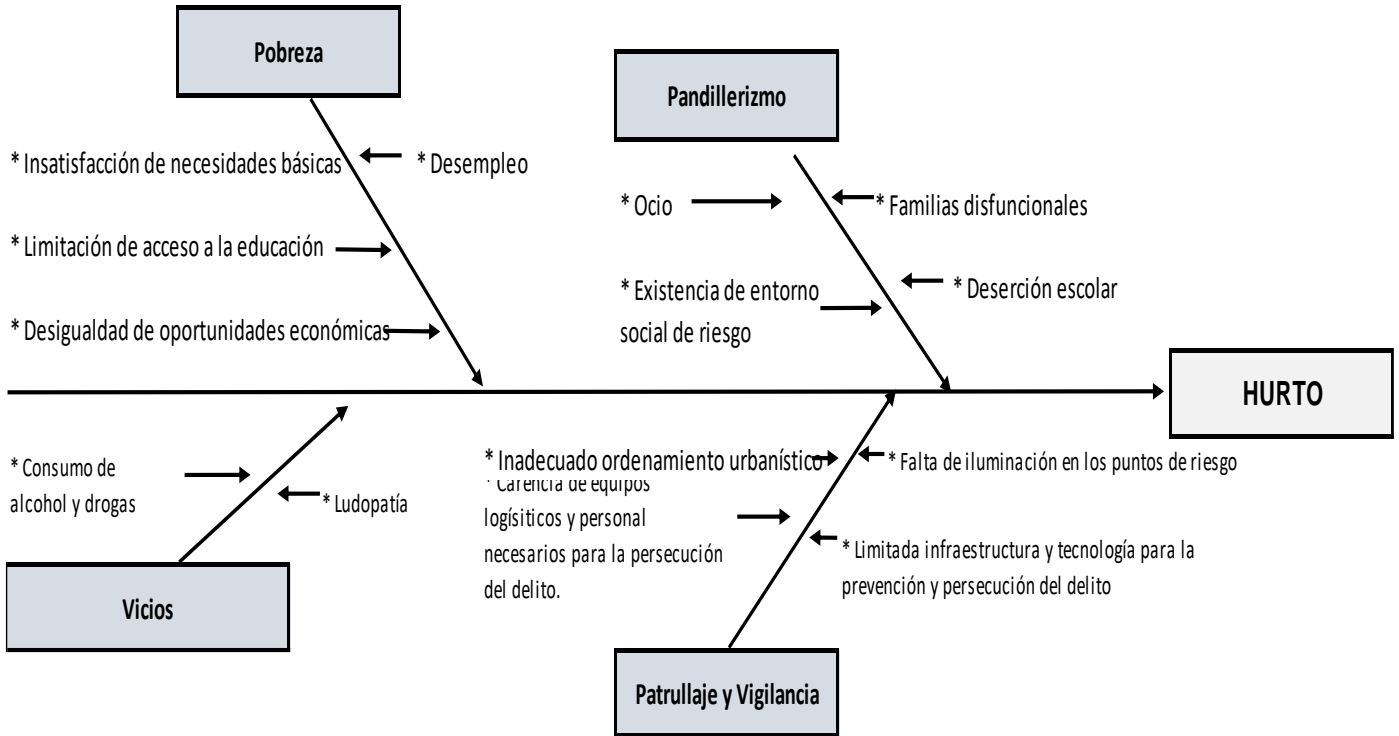 Pobreza
Pandillerizmo
* Insatisfacción de necesidades básicas
* Desempleo
* Limitación de acceso a la educación
* Desigualdad de oportunidades económicas
* Ocio
* Familias disfuncionales
* Existencia de entorno
social de riesgo
* Deserción escolar
HURTO
* Consumo de
alcohol y drogas
* Ludopatía
Vicios
* Inadecuado ordenamiento urbanístico
* Carencia de equipos
logísiticos y personal
necesarios para la persecución
del delito.
* Falta de iluminación en los puntos de riesgo
* Limitada infraestructura y tecnología para la
prevención y persecución del delito
Patrullaje y Vigilancia